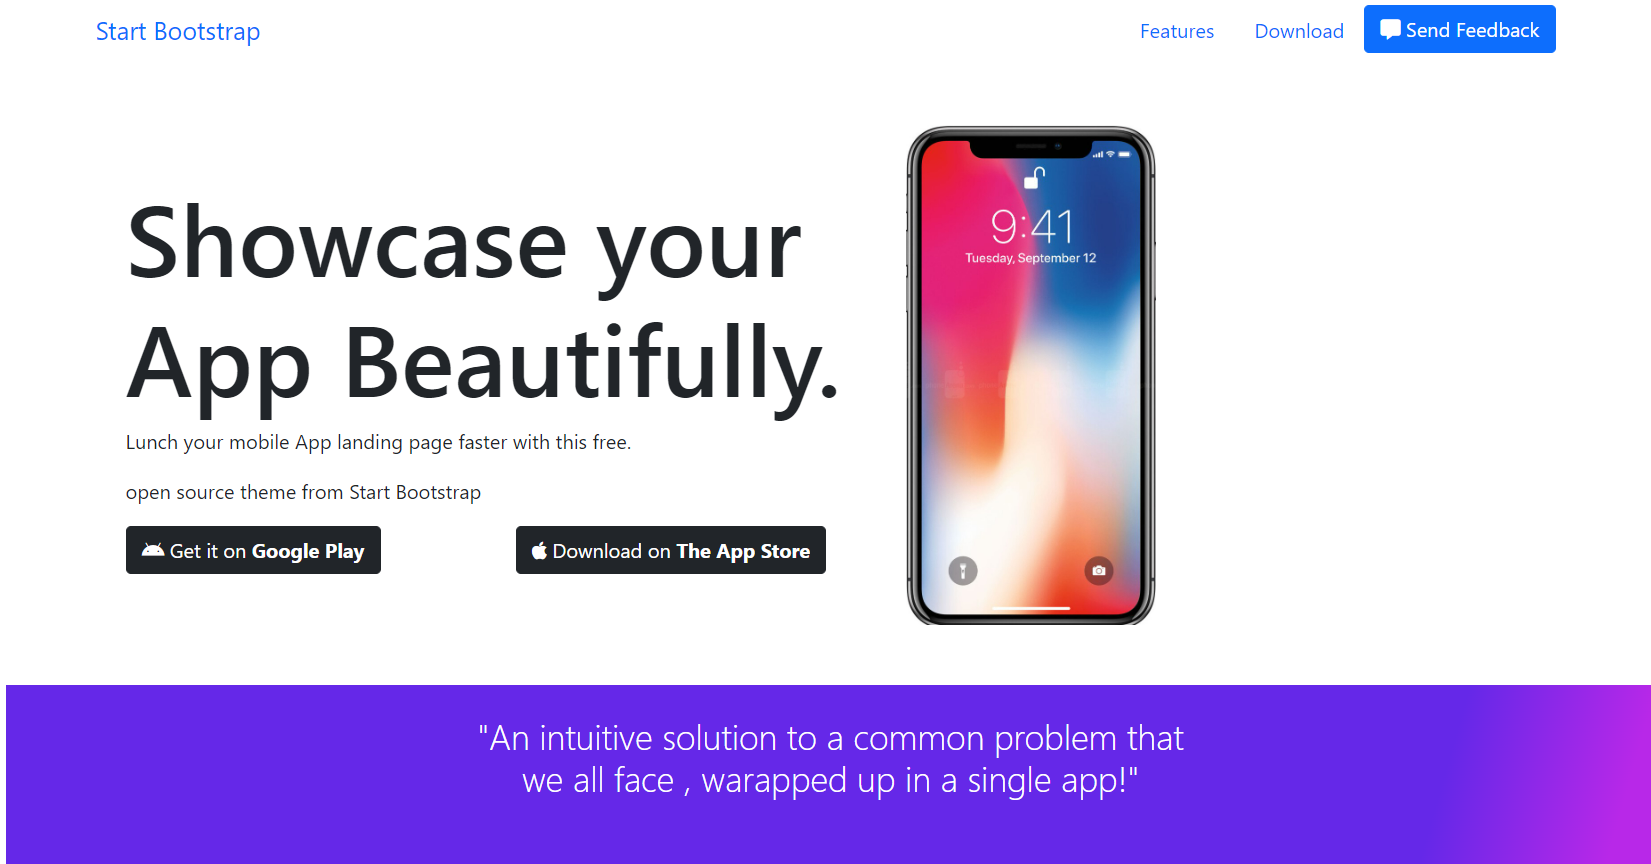 Start Bootstrap
Features Download Send Feedback
Showcase your
App Beautifully.
Lunch your mobile App landing page faster with this free.
open source theme from Start Bootstrap
Get it on Google Play
Download on The App Store
9:41
Tuesday, September 12
"An intuitive solution to a common problem that
we all face , warapped up in a single app!"